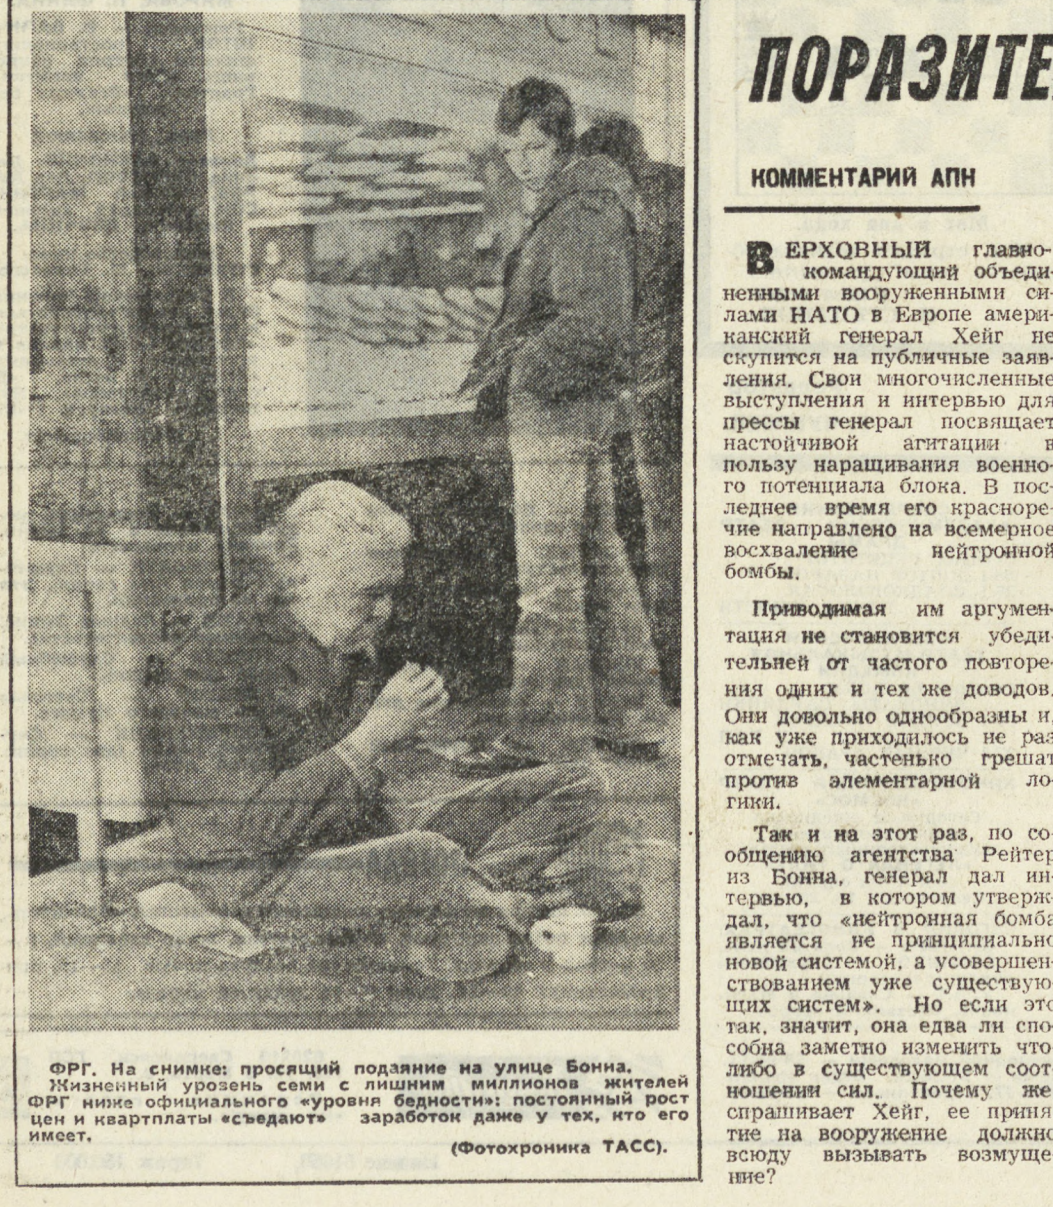 ФРГ. На снимке: просящий подаяние на улице Бонна.
Жизненный уровень семи с лишним миллионов жителей
ФРГ ниже официального «уровня бедности»: постоянный рост
цен и квартплаты «съедают» заработок даже у тех, кто его
имеет.
(Фотохроника ТАСС).
ПОРАЗИТЕ
КОММЕНТАРИЙ АПН
ВЕРХОВНЫЙ главно-
командующий объеди-
ненными вооруженными си-
лами НАТО в Европе амери-
канский генерал Хейг не
скупится на публичные заяв-
ления. Свои многочисленные
выступления и интервью для
прессы генерал посвящает
настойчивой агитации в
пользу наращивания военно-
го потенциала блока. В пос-
леднее время его красноре-
чие направлено на всемерное
восхваление нейтронной
бомбы.
Приводимая им аргумен-
тация не становится убеди-
тельней от частого повторе-
ния одних и тех же доводов.
Они довольно однообразны и,
как уже приходилось не раз
отмечать, частенько грешат
против элементарной ло-
гики.
Так и на этот раз, по со-
общению агентства Рейтер
из Бонна, генерал дал ин-
тервью, в котором утверж-
дал, что «нейтронная бомба
является не принципиально
новой системой, а усовершен-
ствованием уже существую-
щих систем». Но если это
так, значит, она едва ли спо-
собна заметно изменить что-
либо в существующем соот-
ношении сил. Почему же
спрашивает Хейг, ее приня
тие на вооружение должно
всюду вызывать возмуще-
ние?